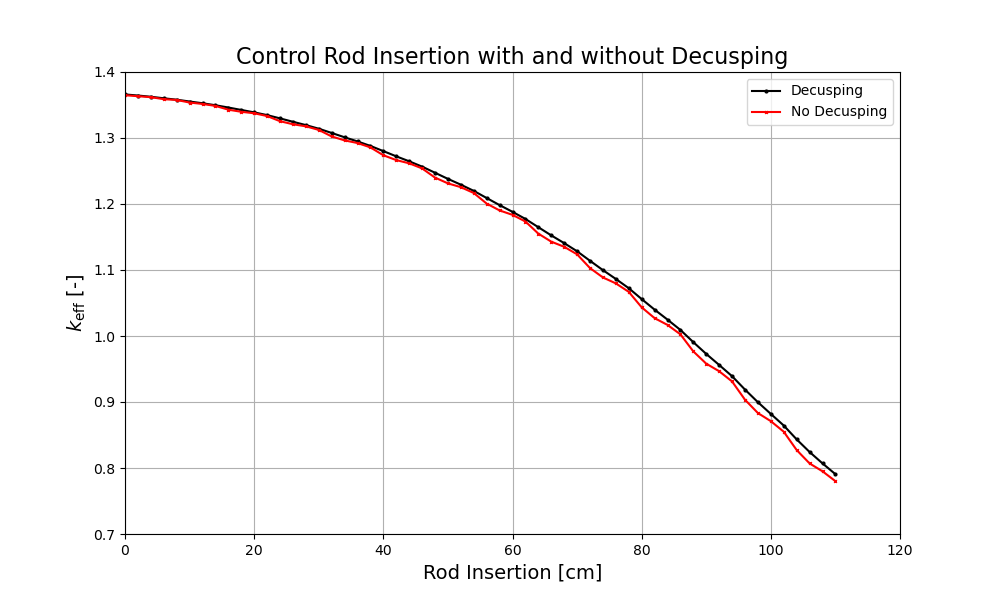 Control Rod Insertion with and without Decusping
1.4
1.3
1.2
1.1
1.0
0.9
0.8
0.7
k_eff [-]
Decusping
No Decusping
0 20 40 60 80 100 120
Rod Insertion [cm]